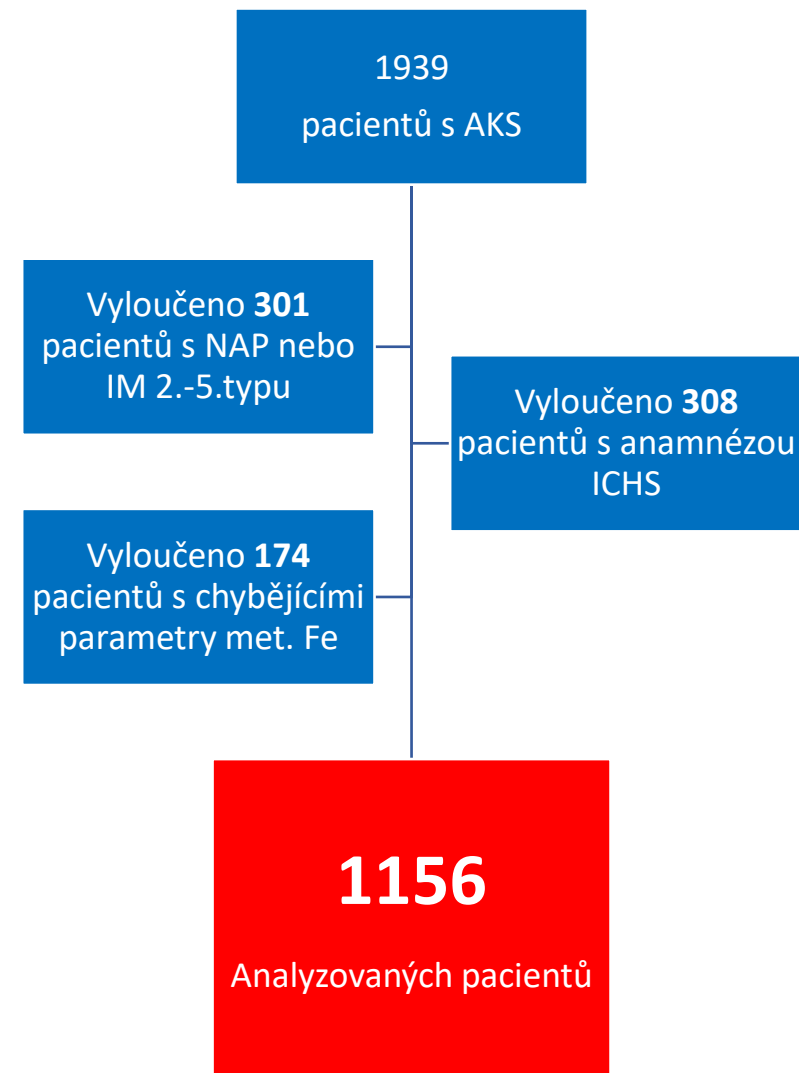 1939
pacientů s AKS
Vyloučeno 301
pacientů s NAP nebo
IM 2.-5.typu
Vyloučeno 308
pacientů s anamnézou
ICHS
Vyloučeno 174
pacientů s chybějícími
parametry met. Fe
1156
Analyzovaných pacientů